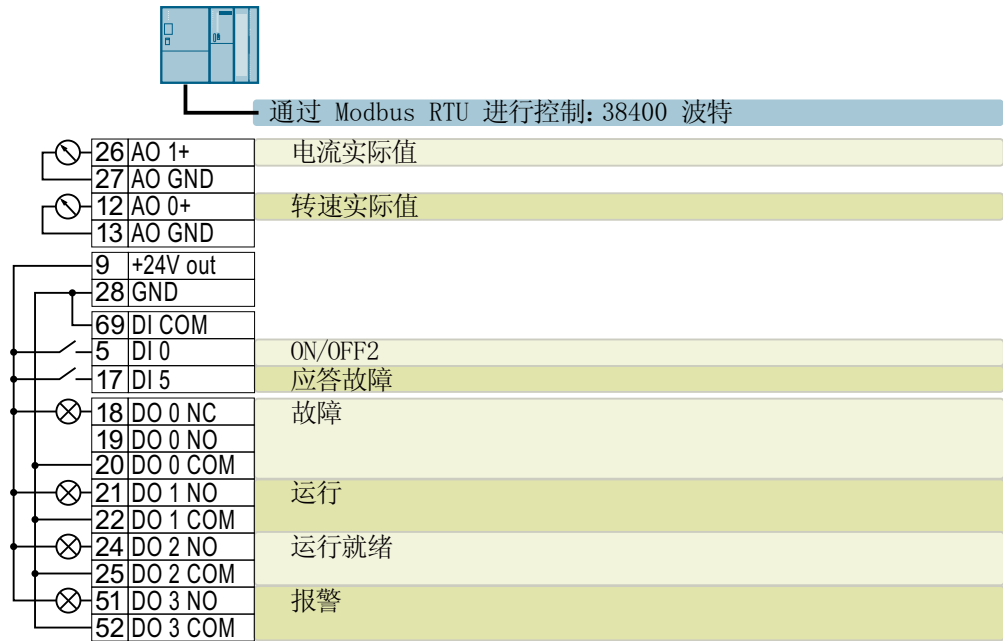 通过 Modbus RTU 进行控制: 38400 波特
26 AO 1+ 电流实际值
27 AO GND
12 AO 0+ 转速实际值
13 AO GND
9 +24V out
28 GND
69 DI COM
5 DI 0 ON/OFF2
17 DI 5 应答故障
18 DO 0 NC 故障
19 DO 0 NO
20 DO 0 COM
21 DO 1 NO 运行
22 DO 1 COM
24 DO 2 NO 运行就绪
25 DO 2 COM
51 DO 3 NO 报警
52 DO 3 COM